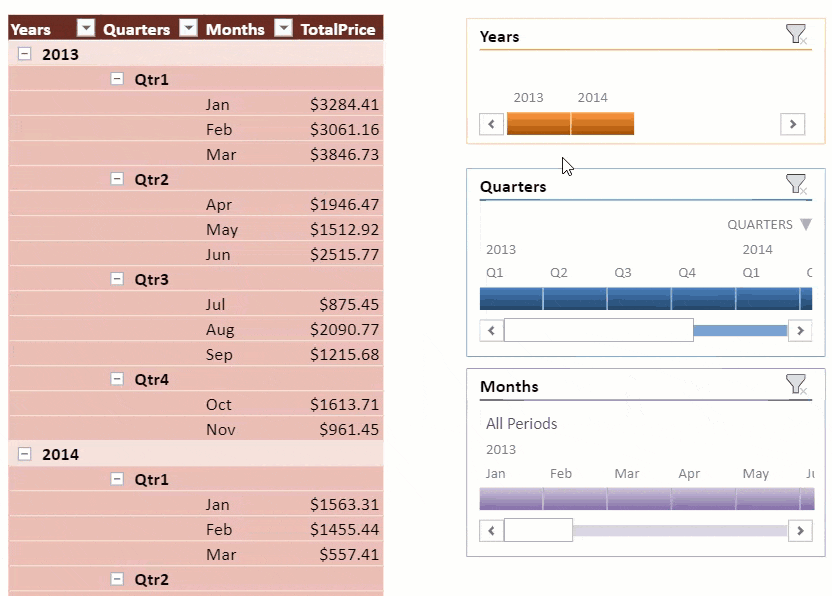 Years Quarters Months TotalPrice
2013
Qtr1
Jan $3284.41
Feb $3061.16
Mar $3846.73
Qtr2
Apr $1946.47
May $1512.92
Jun $2515.77
Qtr3
Jul $875.45
Aug $2090.77
Sep $1215.68
Qtr4
Oct $1613.71
Nov $961.45
2014
Qtr1
Jan $1563.31
Feb $1455.44
Mar $557.41
Qtr2
Years
2013 2014
Quarters
QUARTERS
2013 2014
Q1 Q2 Q3 Q4 Q1
Months
All Periods
2013
Jan Feb Mar Apr May